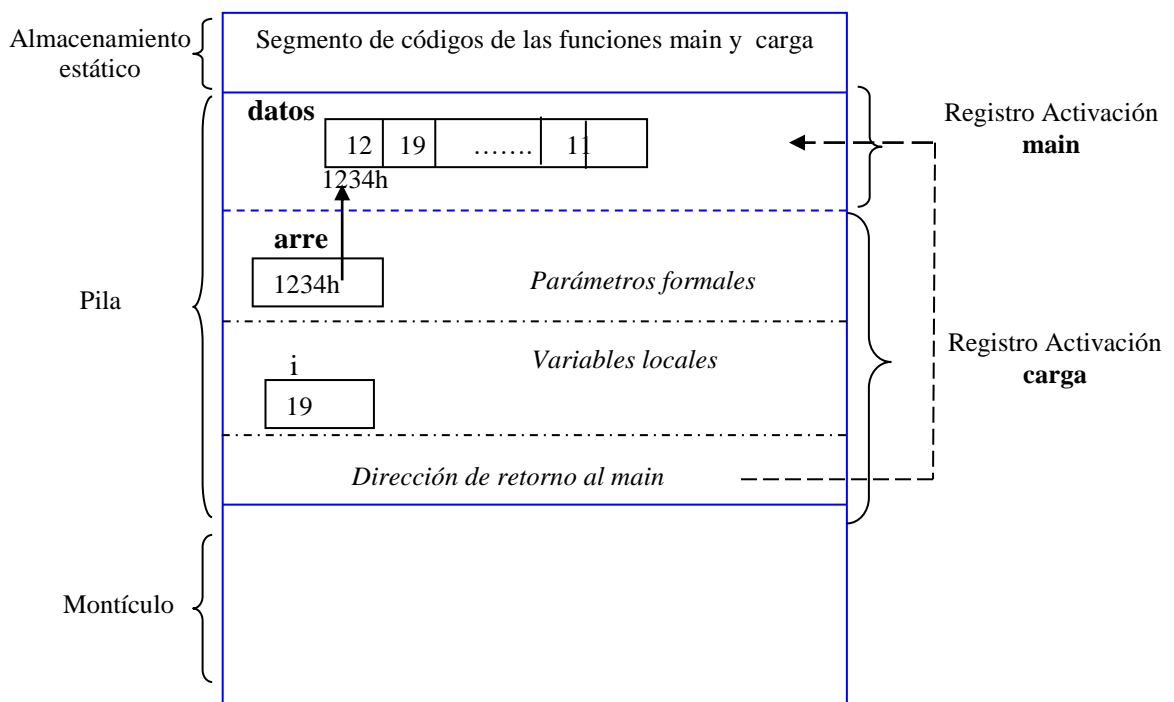 Almacenamiento
estático
Segmento de códigos de las funciones main y carga
datos
12 19 ....... 11
1234h
Registro Activación
main
arre
1234h
Parámetros formales
Pila
i
Variables locales
19
Registro Activación
carga
Dirección de retorno al main
Montículo